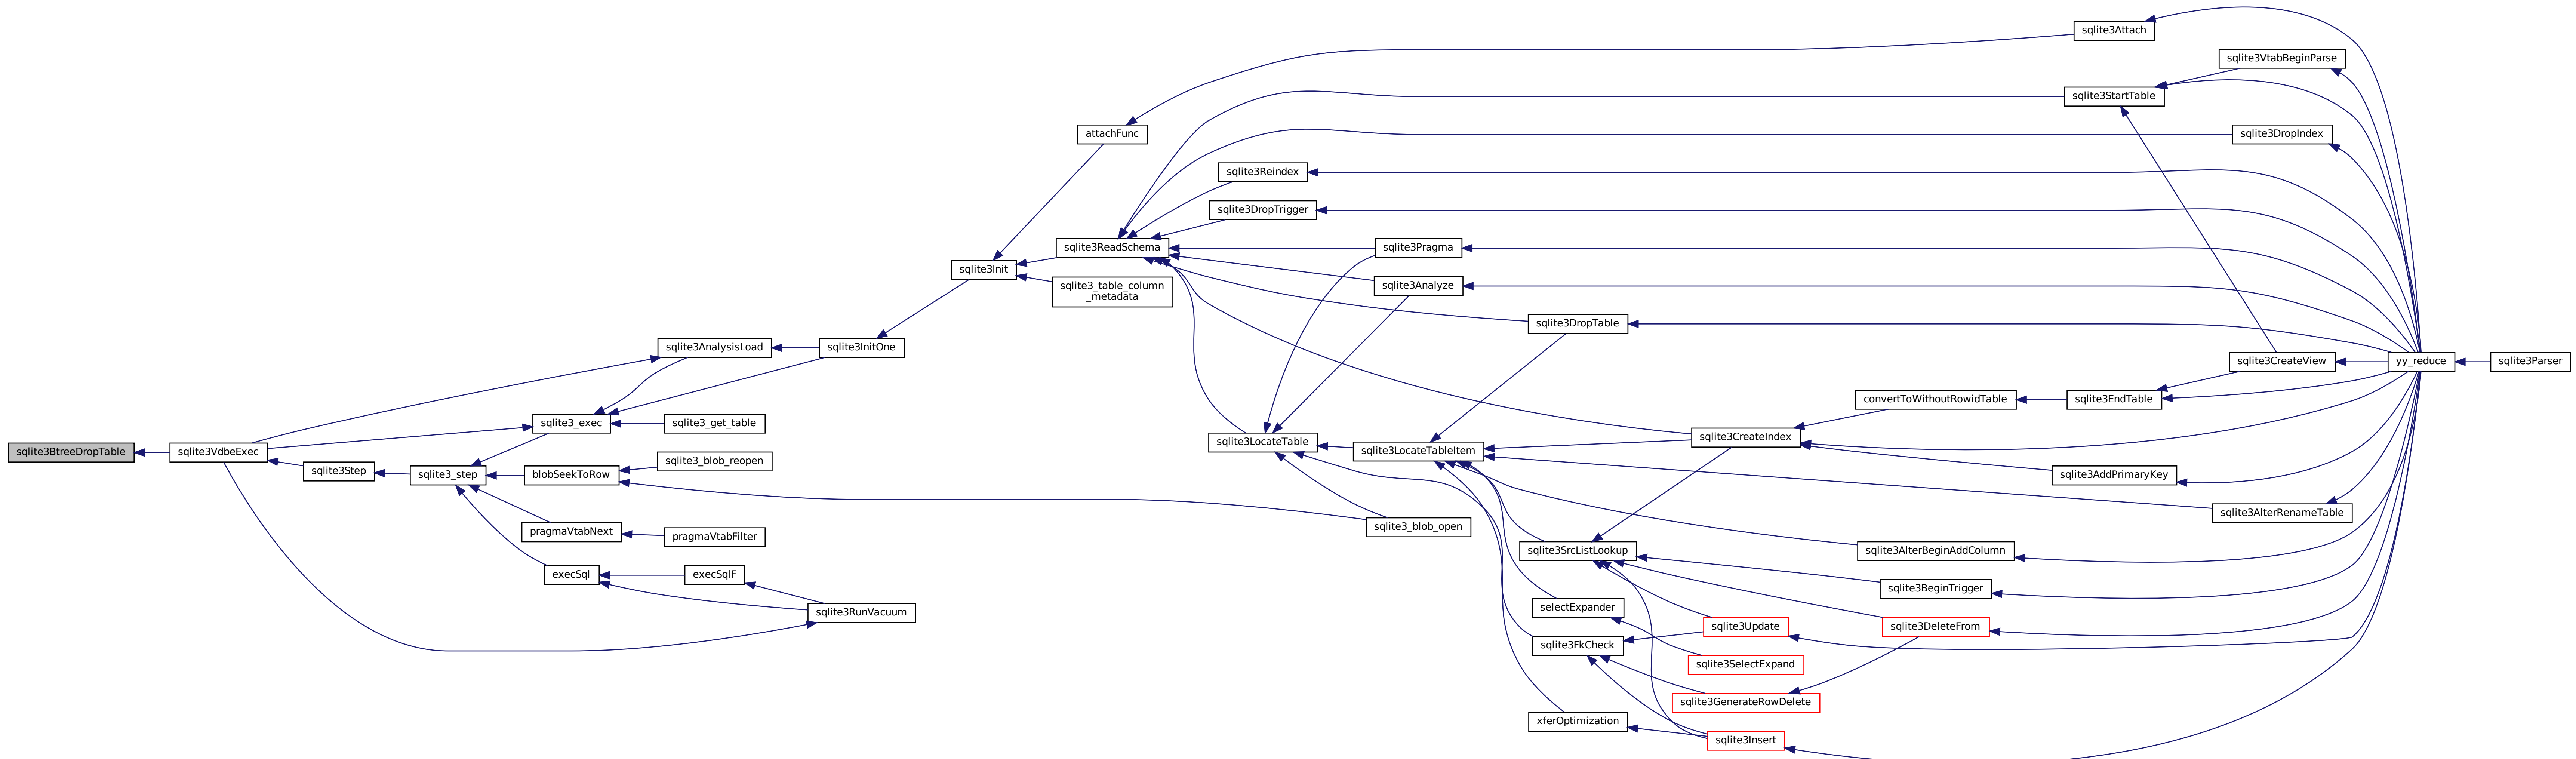 sqlite3Attach
sqlite3VtabBeginParse
sqlite3StartTable
attachFunc
sqlite3DropIndex
sqlite3Reindex
sqlite3DropTrigger
sqlite3ReadSchema
sqlite3Pragma
sqlite3Init
sqlite3_table_column
_metadata
sqlite3Analyze
sqlite3DropTable
sqlite3AnalysisLoad
sqlite3InitOne
sqlite3CreateView
yy_reduce
sqlite3Parser
convertToWithoutRowidTable
sqlite3EndTable
sqlite3_exec
sqlite3_get_table
sqlite3CreateIndex
sqlite3LocateTable
sqlite3LocateTableItem
sqlite3BtreeDropTable
sqlite3VdbeExec
sqlite3_blob_reopen
sqlite3Step
sqlite3_step
blobSeekToRow
sqlite3AddPrimaryKey
sqlite3AlterRenameTable
sqlite3_blob_open
pragmaVtabNext
pragmaVtabFilter
sqlite3SrcListLookup
sqlite3AlterBeginAddColumn
execSql
execSqlF
sqlite3BeginTrigger
selectExpander
sqlite3RunVacuum
sqlite3Update
sqlite3DeleteFrom
sqlite3FkCheck
sqlite3SelectExpand
sqlite3GenerateRowDelete
xferOptimization
sqlite3Insert